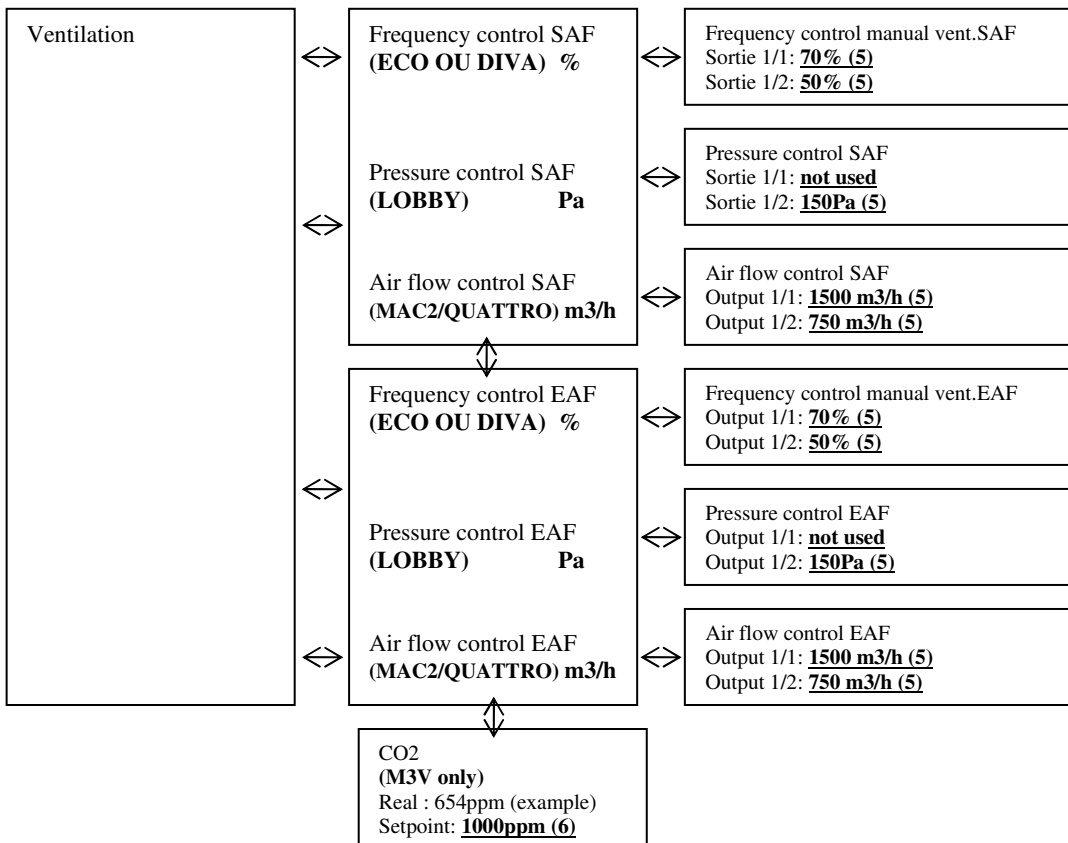 Ventilation
Frequency control SAF
(ECO OU DIVA) %
Pressure control SAF
(LOBBY) Pa
Air flow control SAF
(MAC2/QUATTRO) m3/h
Frequency control manual vent.SAF
Sortie 1/1: 70% (5)
Sortie 1/2: 50% (5)
Pressure control SAF
Sortie 1/1: not used
Sortie 1/2: 150Pa (5)
Air flow control SAF
Output 1/1: 1500 m3/h (5)
Output 1/2: 750 m3/h (5)
Frequency control EAF
(ECO OU DIVA) %
Pressure control EAF
(LOBBY) Pa
Air flow control EAF
(MAC2/QUATTRO) m3/h
Frequency control manual vent.EAF
Output 1/1: 70% (5)
Output 1/2: 50% (5)
Pressure control EAF
Output 1/1: not used
Output 1/2: 150Pa (5)
Air flow control EAF
Output 1/1: 1500 m3/h (5)
Output 1/2: 750 m3/h (5)
CO2
(M3V only)
Real : 654ppm (example)
Setpoint: 1000ppm (6)